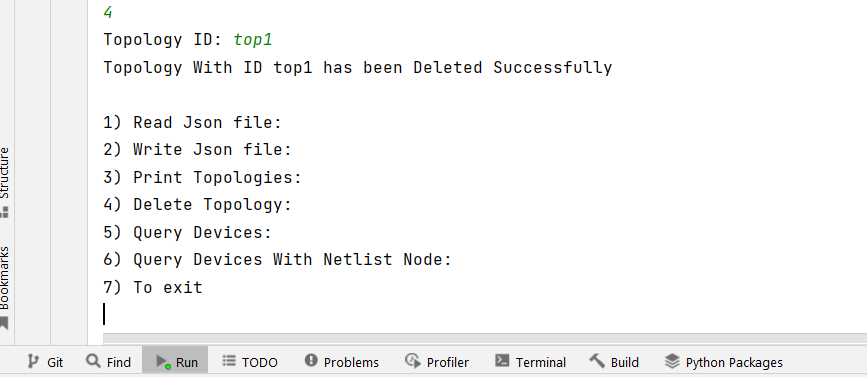 4
Topology ID: top1
Topology With ID top1 has been Deleted Successfully
1) Read Json file:
2) Write Json file:
3) Print Topologies:
4) Delete Topology:
5) Query Devices:
6) Query Devices With Netlist Node:
7) To exit
Structure
Bookmarks
Git Find Run TODO Problems Profiler Terminal Build Python Packages